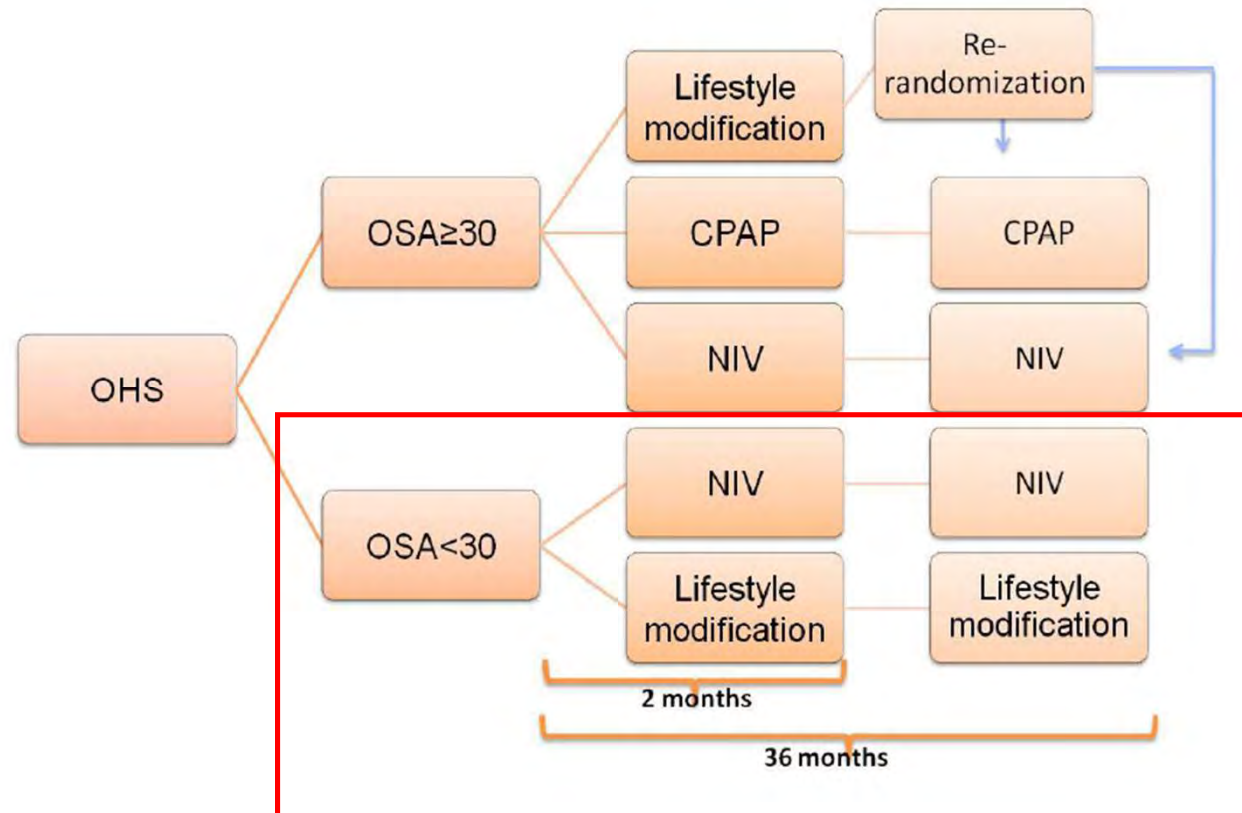 OHS
OSA≥30
Lifestyle
modification
Re-
randomization
CPAP
CPAP
NIV
NIV
OSA<30
NIV
NIV
Lifestyle
modification
Lifestyle
modification
2 months
36 months